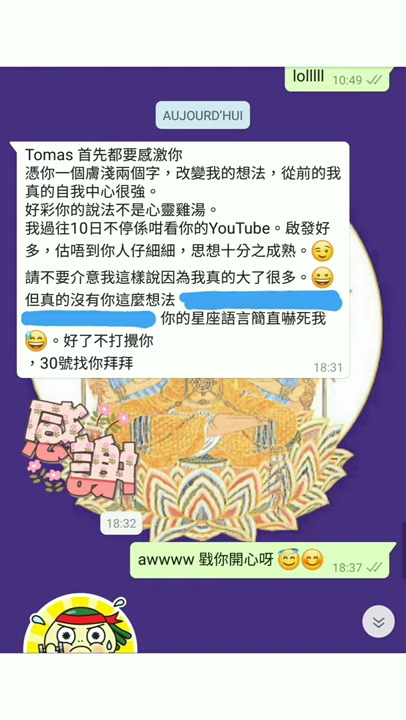 lolllll 10:49
AUJOURD'HUI
Tomas 首先都要感激你
憑你一個膚淺兩個字，改變我的想法，從前的我
真的自我中心很強。
好彩你的說法不是心靈雞湯。
我過往10日不停係咁看你的YouTube。啟發好
多，估唔到你人仔細細，思想十分之成熟。😉
請不要介意我這樣說因為我真的大了很多。😀
但真的沒有你這麼想法
你的星座語言簡直嚇死我
😅。好了不打攪你
，30號找你拜拜
18:31
感謝
18:32
awwww 戥你開心呀 😇😊 18:37